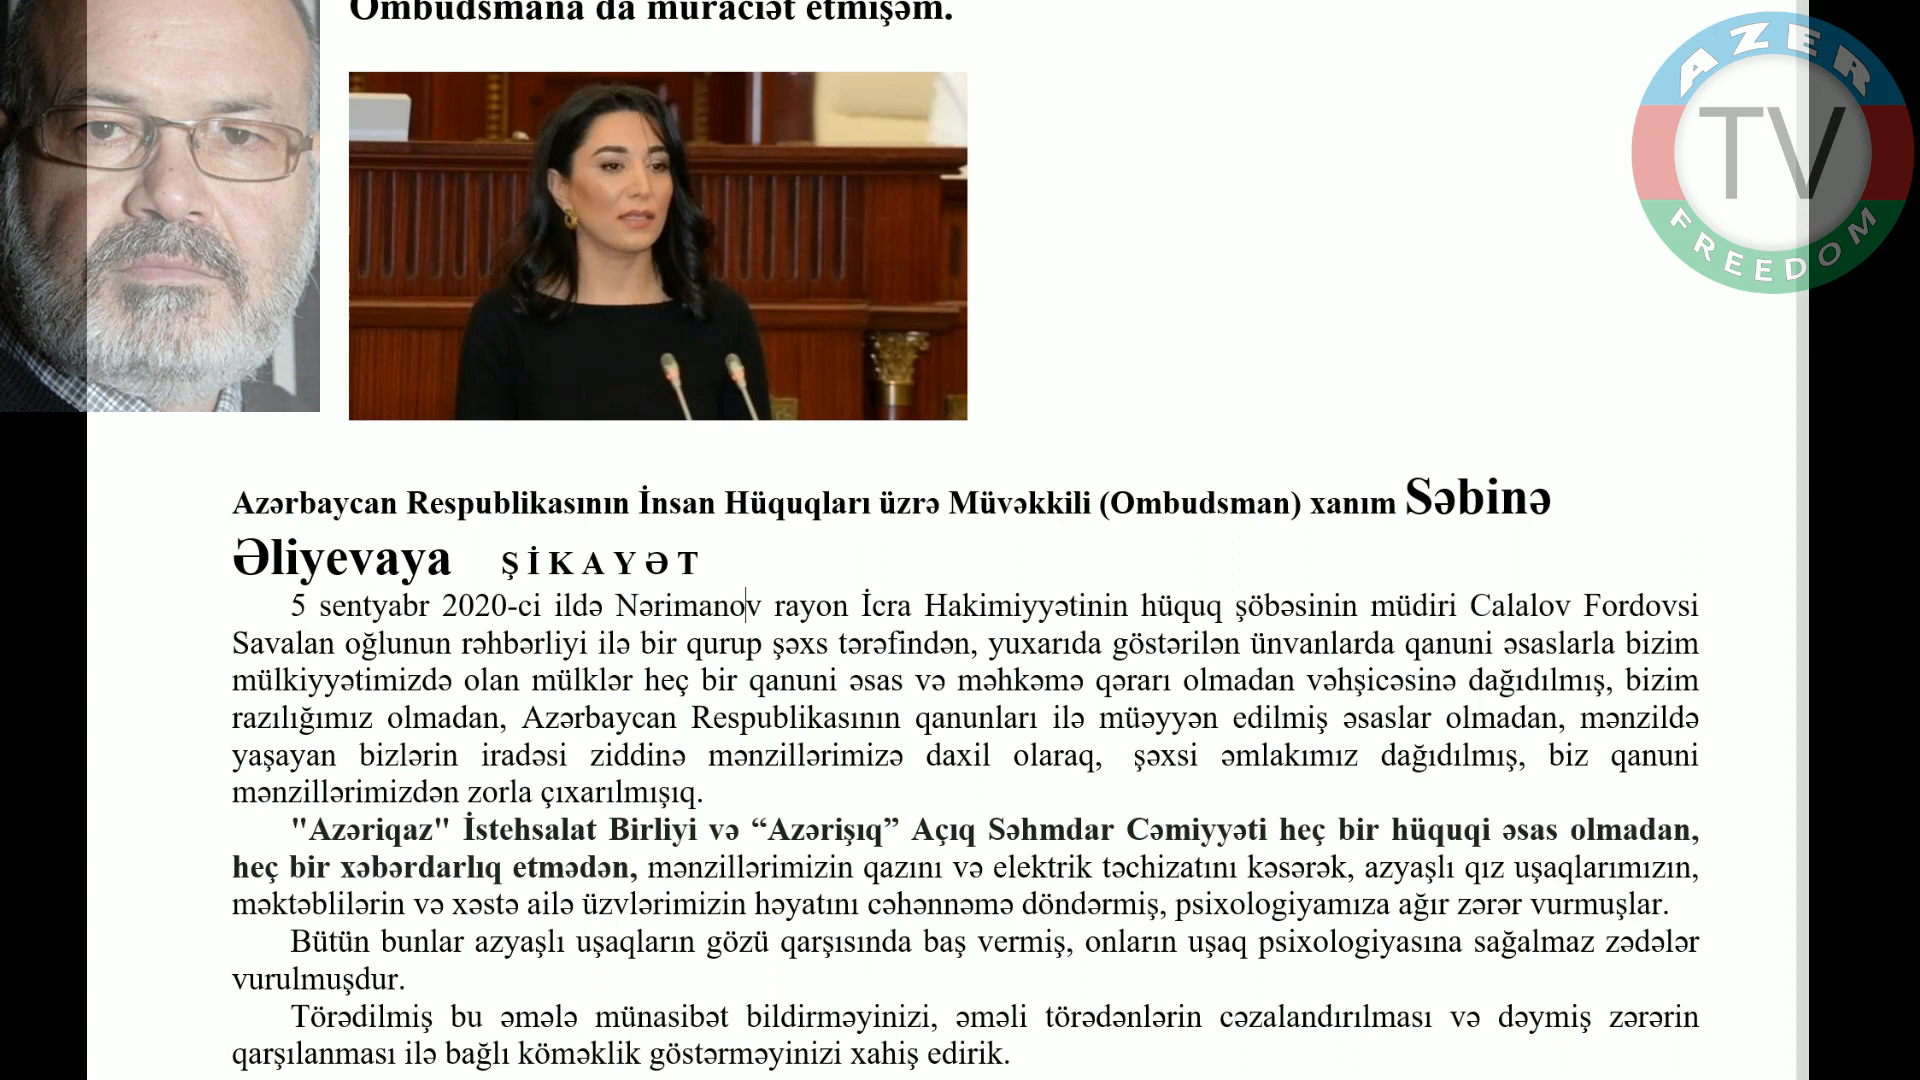 Ombudsmana da müraciət etmişəm.
AZER
TV
FREEDOM
Azərbaycan Respublikasının İnsan Hüquqları üzrə Müvəkkili (Ombudsman) xanım Səbinə
Əliyevaya ŞİKAYƏT
5 sentyabr 2020-ci ildə Nərimanov rayon İcra Hakimiyyətinin hüquq şöbəsinin müdiri Calalov Fordovsi
Savalan oğlunun rəhbərliyi ilə bir qurup şəxs tərəfindən, yuxarıda göstərilən ünvanlarda qanuni əsaslarla bizim
mülkiyyətimizdə olan mülklər heç bir qanuni əsas və məhkəmə qərarı olmadan vəhşicəsinə dağıdılmış, bizim
razılığımız olmadan, Azərbaycan Respublikasının qanunları ilə müəyyən edilmiş əsaslar olmadan, mənzildə
yaşayan bizlərin iradəsi ziddinə mənzillərimizə daxil olaraq, şəxsi əmlakımız dağıdılmış, biz qanuni
mənzillərimizdən zorla çıxarılmışıq.
"Azəriqaz" İstehsalat Birliyi və “Azərişıq” Açıq Səhmdar Cəmiyyəti heç bir hüquqi əsas olmadan,
heç bir xəbərdarlıq etmədən, mənzillərimizin qazını və elektrik təchizatını kəsərək, azyaşlı qız uşaqlarımızın,
məktəblilərin və xəstə ailə üzvlərimizin həyatını cəhənnəmə döndərmiş, psixologiyamıza ağır zərər vurmuşlar.
Bütün bunlar azyaşlı uşaqların gözü qarşısında baş vermiş, onların uşaq psixologiyasına sağalmaz zədələr
vurulmuşdur.
Törədilmiş bu əmələ münasibət bildirməyinizi, əməli törədənlərin cəzalandırılması və dəymiş zərərin
qarşılanması ilə bağlı köməklik göstərməyinizi xahiş edirik.